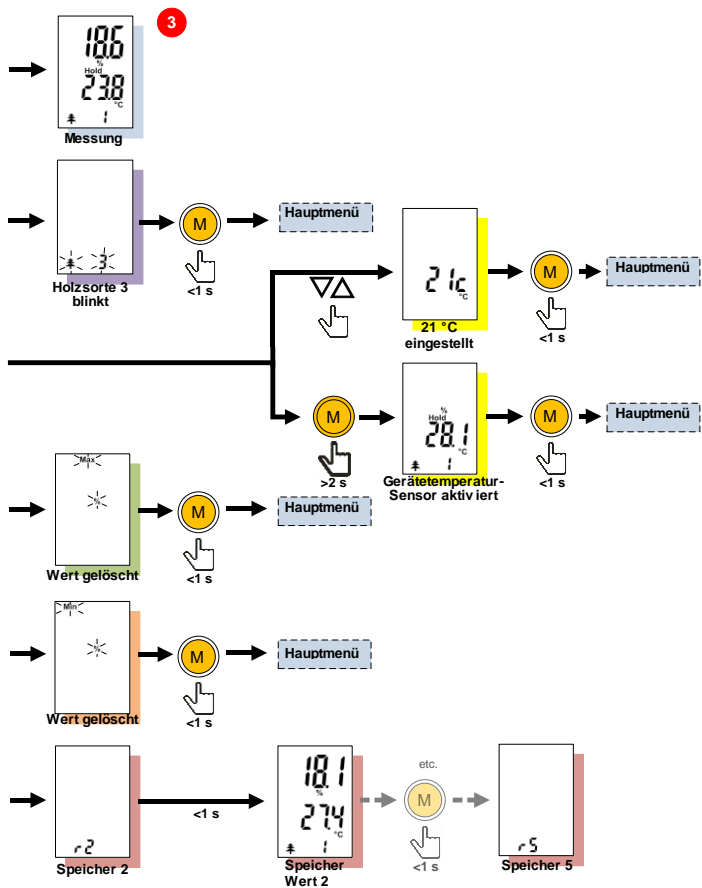 3
18.6
%
Hold
23.8
°C
1
Messung
3
Holzsorte 3
blinkt
M
<1 s
Hauptmenü
21c
°C
21 °C
eingestellt
M
<1 s
Hauptmenü
M
>2 s
%
Hold
28.1
°C
1
Gerätetemperatur-
Sensor aktiviert
M
<1 s
Hauptmenü
Max
%
Wert gelöscht
M
<1 s
Hauptmenü
Min
%
Wert gelöscht
M
<1 s
Hauptmenü
r2
Speicher 2
<1 s
18.1
%
27.4
°C
1
Speicher
Wert 2
etc.
M
<1 s
r5
Speicher 5